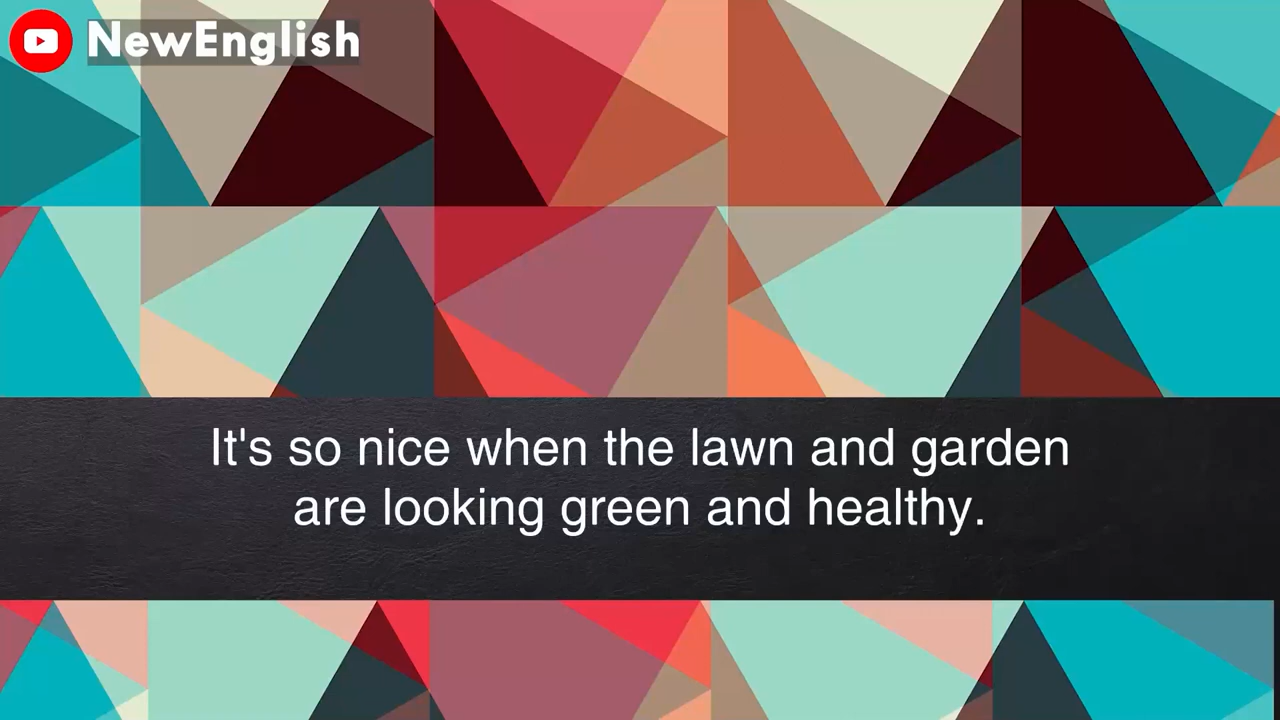 NewEnglish
It's so nice when the lawn and garden
are looking green and healthy.